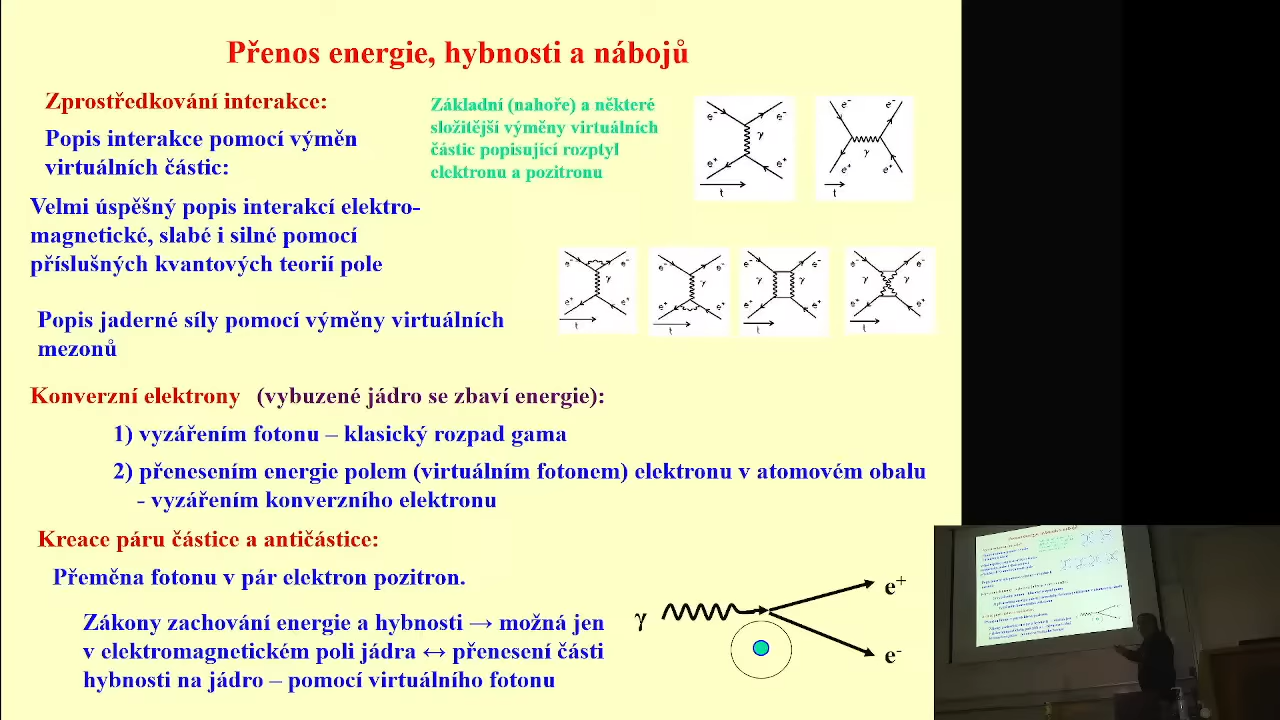 Přenos energie, hybnosti a nábojů
Zprostředkování interakce:
Popis interakce pomocí výměn
virtuálních částic:
Základní (nahoře) a některé
složitější výměny virtuálních
částic popisující rozptyl
elektronu a pozitronu
e- e-
γ
e+ e-
t
e- e-
γ
e+ e+
t
Velmi úspěšný popis interakcí elektro-
magnetické, slabé i silné pomocí
příslušných kvantových teorií pole
e- e-
γ
e+ e+
t
e- e-
γ
e+ e+
t
e- e-
γ γ
e+ e+
t
e- e-
γ γ
e+ e+
t
Popis jaderné síly pomocí výměny virtuálních
mezonů
Konverzní elektrony (vybuzené jádro se zbaví energie):
1) vyzářením fotonu – klasický rozpad gama
2) přenesením energie polem (virtuálním fotonem) elektronu v atomovém obalu
- vyzářením konverzního elektronu
Kreace páru částice a antičástice:
Přeměna fotonu v pár elektron pozitron.
Zákony zachování energie a hybnosti → možná jen
v elektromagnetickém poli jádra ↔ přenesení části
hybnosti na jádro – pomocí virtuálního fotonu
γ
e+
e-